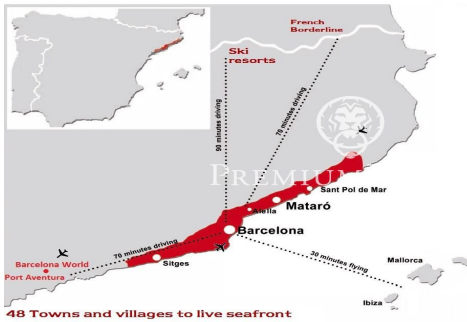 French
Borderline
Ski
resorts
90 minutes driving
70 minutes driving
PREMIUM
Sant Pol de Mar
Alella
Mataró
Barcelona
70 minutes driving
30 minutes flying
Barcelona World
Port Aventura
Sitges
Mallorca
Ibiza
48 Towns and villages to live seafront